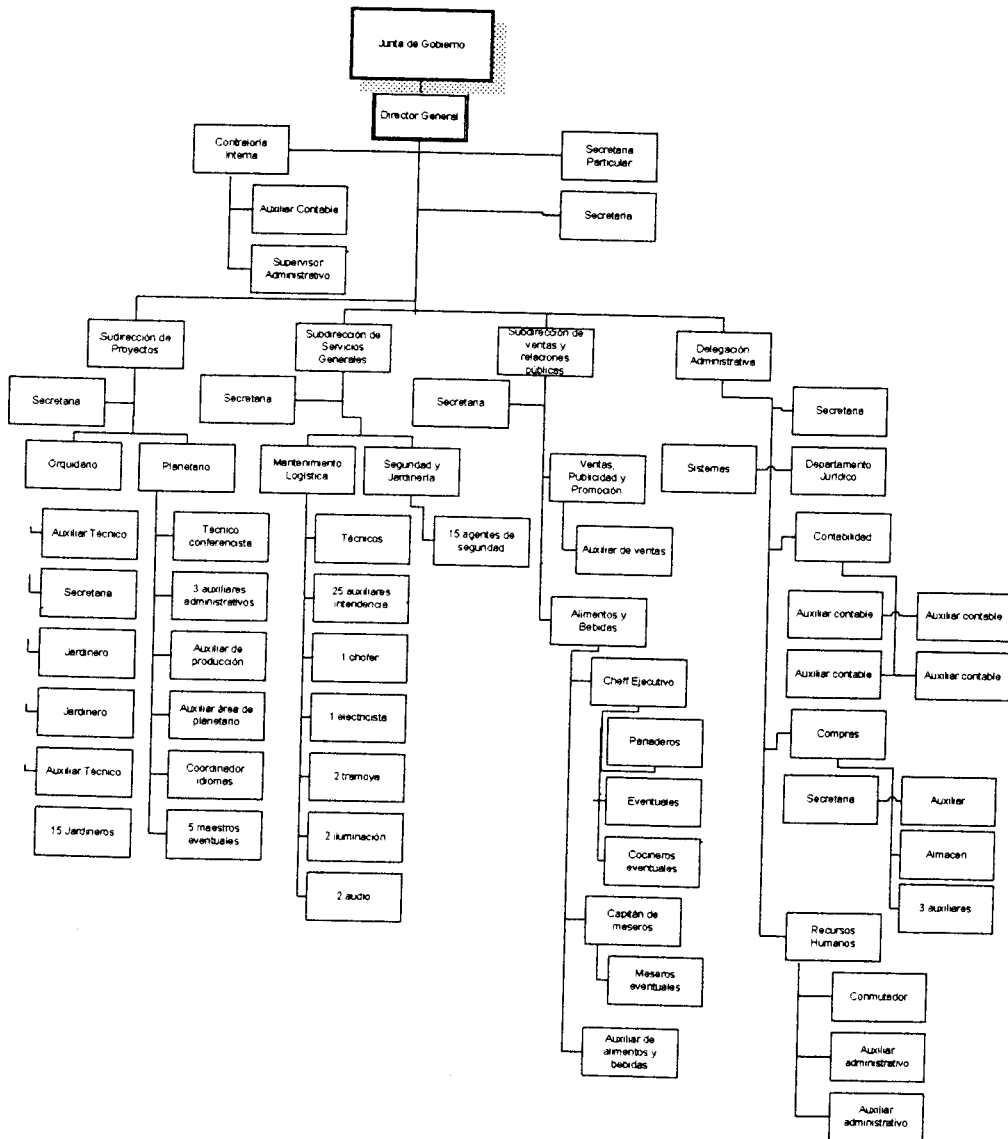 Junta de Gobierno
Director General
Contraloría
Interna
Secretaria
Particular
Auxiliar Contable
Secretaria
Supervisor
Administrativo
Sudirección de
Proyectos
Subdirección de
Servicios
Generales
Subdirección de
ventas y
relaciones
públicas
Delegación
Administrativa
Secretaria
Secretaria
Secretaria
Secretaria
Orquidario
Planetario
Mantenimiento
Logística
Seguridad y
Jardinería
Ventas,
Publicidad y
Promoción
Sistemas
Departamento
Jurídico
Auxiliar Técnico
Técnico
conferencista
Técnicos
15 agentes de
seguridad
Auxiliar de ventas
Contabilidad
Secretaria
3 auxiliares
administrativos
25 auxiliares
intendencia
Alimentos y
Bebidas
Auxiliar contable
Auxiliar contable
Jardinero
Auxiliar de
producción
1 chofer
Cheff Ejecutivo
Auxiliar contable
Auxiliar contable
Jardinero
Auxiliar área de
planetario
1 electricista
Panaderos
Compras
Auxiliar Técnico
Coordinador
idiomas
2 tramoya
Eventuales
Secretaria
Auxiliar
15 Jardineros
5 maestros
eventuales
2 iluminación
Cocineros
eventuales
Almacen
2 audio
3 auxiliares
Capitán de
meseros
Recursos
Humanos
Meseros
eventuales
Conmutador
Auxiliar de
alimentos y
bebidas
Auxiliar
administrativo
Auxiliar
administrativo